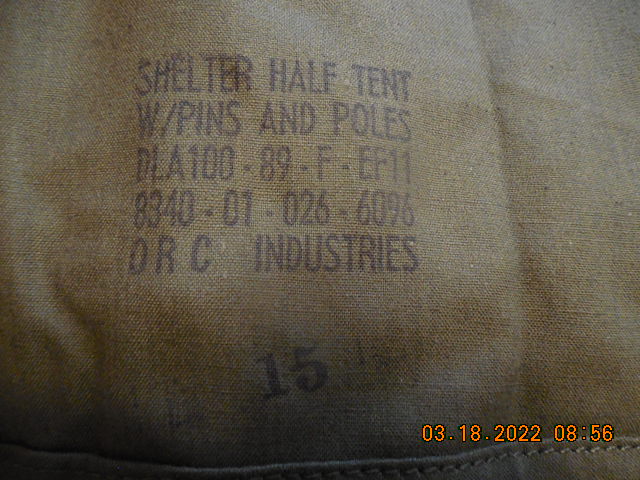 SHELTER HALF TENT
W/PINS AND POLES
DLA100-89-F-EF11
8340-01-026-6096
ORC INDUSTRIES
15
03.18.2022 08:56